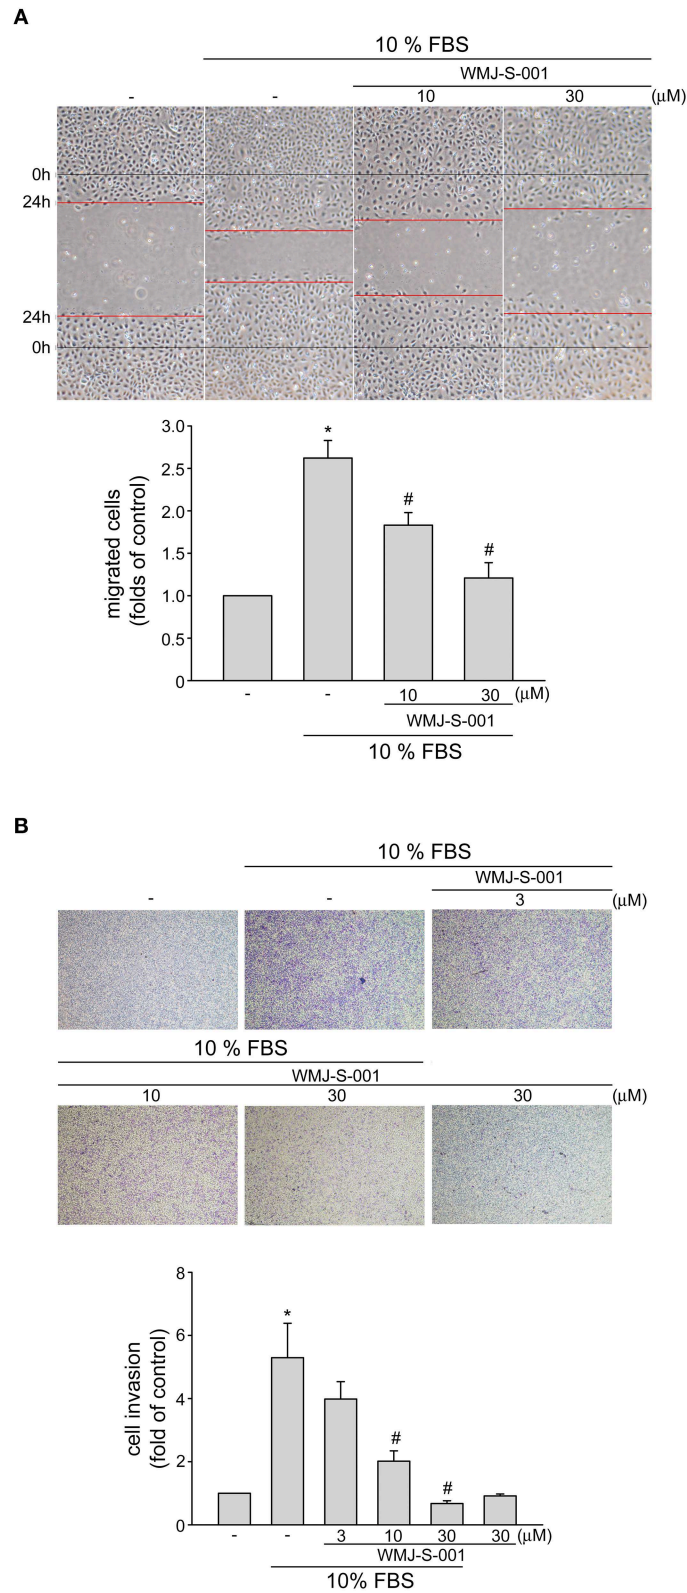 A
10 % FBS
WMJ-S-001
- - 10 30 (μM)
0h
24h
24h
0h
migrated cells
(folds of control)
3.0
2.5
2.0
1.5
1.0
0.5
0
*
#
#
- - 10 30 (μM)
WMJ-S-001
10 % FBS
B
10 % FBS
WMJ-S-001
- - 3 (μM)
10 % FBS
WMJ-S-001
10 30 30 (μM)
cell invasion
(fold of control)
8
6
4
2
0
*
#
#
- - 3 10 30 30 (μM)
WMJ-S-001
10% FBS